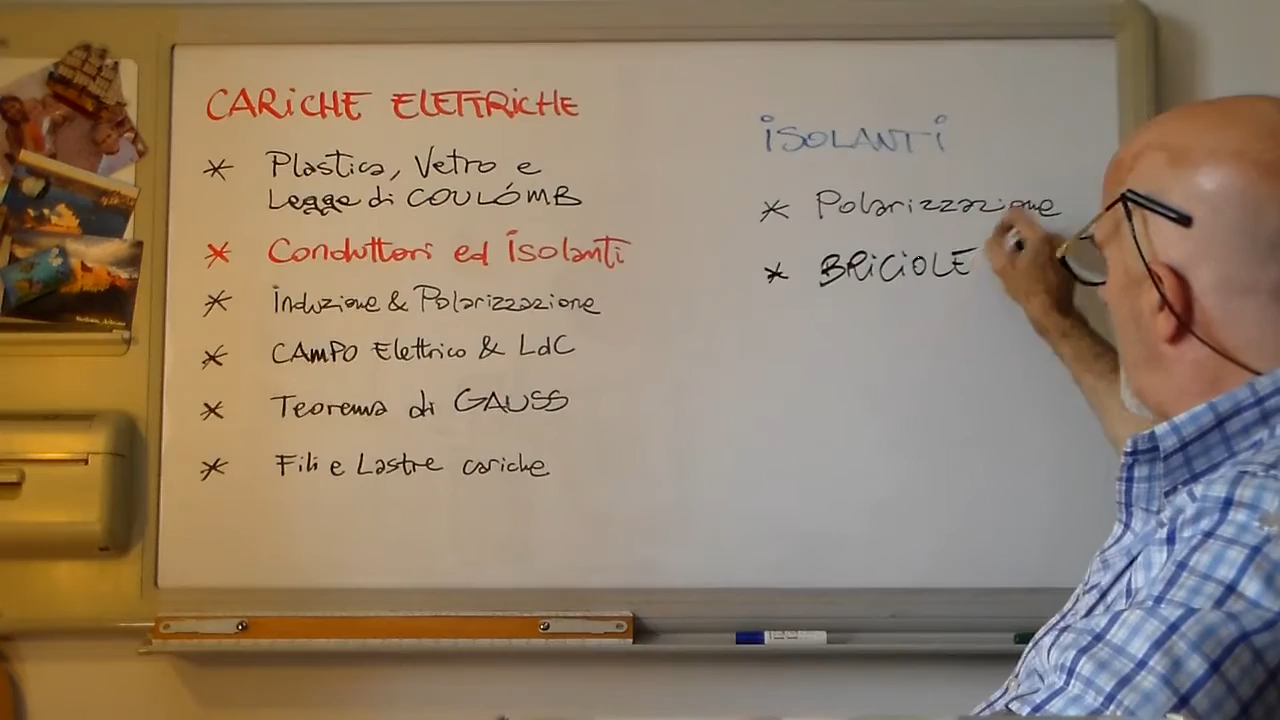 CARiCHE ELETTRiCHE
* Plastica, Vetro e
Legge di COULÓMB
* Conduttori ed isolanti
* Induzione & Polarizzazione
* CAMPO Elettrico & LdC
* Teorema di GAUSS
* Fili e Lastre cariche
iSOLANTi
* Polarizzazione
* BRiCiOLE